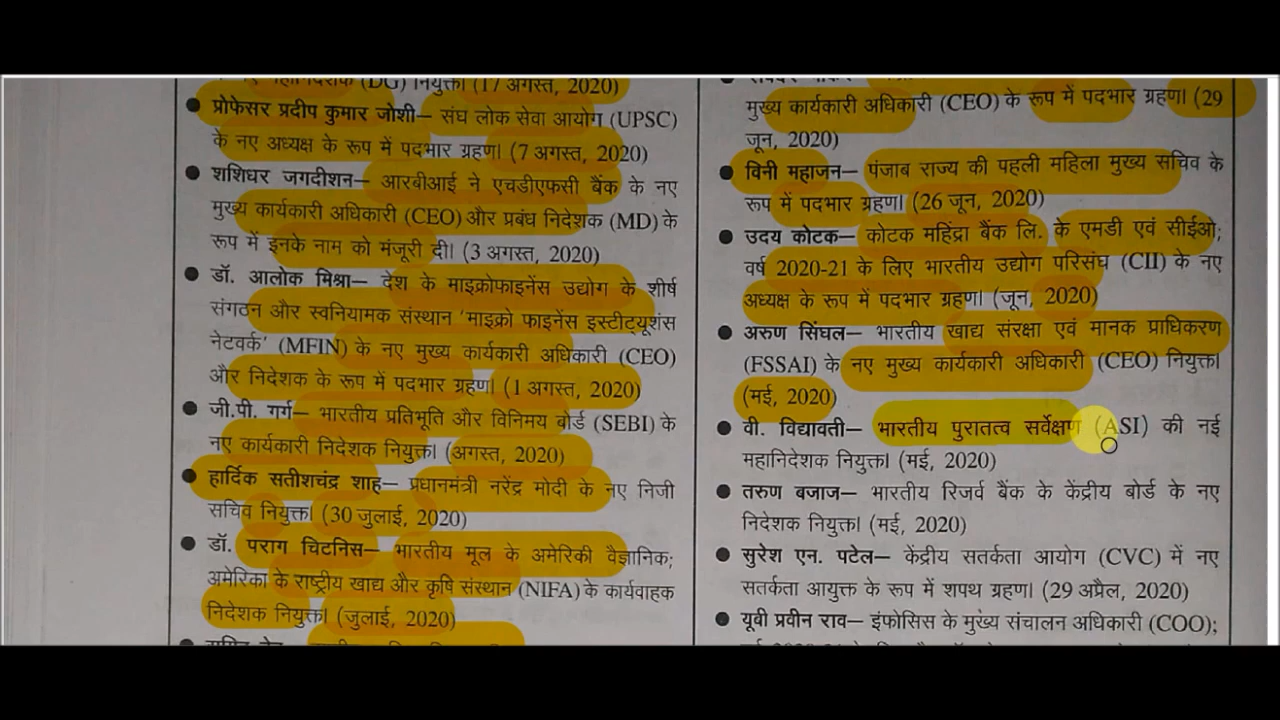 (DG) नियुक्त। (17 अगस्त, 2020)
● प्रोफेसर प्रदीप कुमार जोशी– संघ लोक सेवा आयोग (UPSC)
के नए अध्यक्ष के रूप में पदभार ग्रहण। (7 अगस्त, 2020)
● शशिधर जगदीशन– आरबीआई ने एचडीएफसी बैंक के नए
मुख्य कार्यकारी अधिकारी (CEO) और प्रबंध निदेशक (MD) के
रूप में इनके नाम को मंजूरी दी। (3 अगस्त, 2020)
● डॉ. आलोक मिश्रा– देश के माइक्रोफाइनेंस उद्योग के शीर्ष
संगठन और स्वनियामक संस्थान ‘माइक्रो फाइनेंस इस्टीट्यूशंस
नेटवर्क’ (MFIN) के नए मुख्य कार्यकारी अधिकारी (CEO)
और निदेशक के रूप में पदभार ग्रहण। (1 अगस्त, 2020)
● जी.पी. गर्ग– भारतीय प्रतिभूति और विनिमय बोर्ड (SEBI) के
नए कार्यकारी निदेशक नियुक्त। (अगस्त, 2020)
● हार्दिक सतीशचंद्र शाह– प्रधानमंत्री नरेंद्र मोदी के नए निजी
सचिव नियुक्त। (30 जुलाई, 2020)
● डॉ. पराग चिटनिस– भारतीय मूल के अमेरिकी वैज्ञानिक;
अमेरिका के राष्ट्रीय खाद्य और कृषि संस्थान (NIFA) के कार्यवाहक
निदेशक नियुक्त। (जुलाई, 2020)
मुख्य कार्यकारी अधिकारी (CEO) के रूप में पदभार ग्रहण। (29
जून, 2020)
● विनी महाजन– पंजाब राज्य की पहली महिला मुख्य सचिव के
रूप में पदभार ग्रहण। (26 जून, 2020)
● उदय कोटक– कोटक महिंद्रा बैंक लि. के एमडी एवं सीईओ;
वर्ष 2020-21 के लिए भारतीय उद्योग परिसंघ (CII) के नए
अध्यक्ष के रूप में पदभार ग्रहण। (जून, 2020)
● अरुण सिंघल– भारतीय खाद्य संरक्षा एवं मानक प्राधिकरण
(FSSAI) के नए मुख्य कार्यकारी अधिकारी (CEO) नियुक्त।
(मई, 2020)
● वी. विद्यावती– भारतीय पुरातत्व सर्वेक्षण (ASI) की नई
महानिदेशक नियुक्त। (मई, 2020)
● तरुण बजाज– भारतीय रिजर्व बैंक के केंद्रीय बोर्ड के नए
निदेशक नियुक्त। (मई, 2020)
● सुरेश एन. पटेल– केंद्रीय सतर्कता आयोग (CVC) में नए
सतर्कता आयुक्त के रूप में शपथ ग्रहण। (29 अप्रैल, 2020)
● यूबी प्रवीन राव– इंफोसिस के मुख्य संचालन अधिकारी (COO);